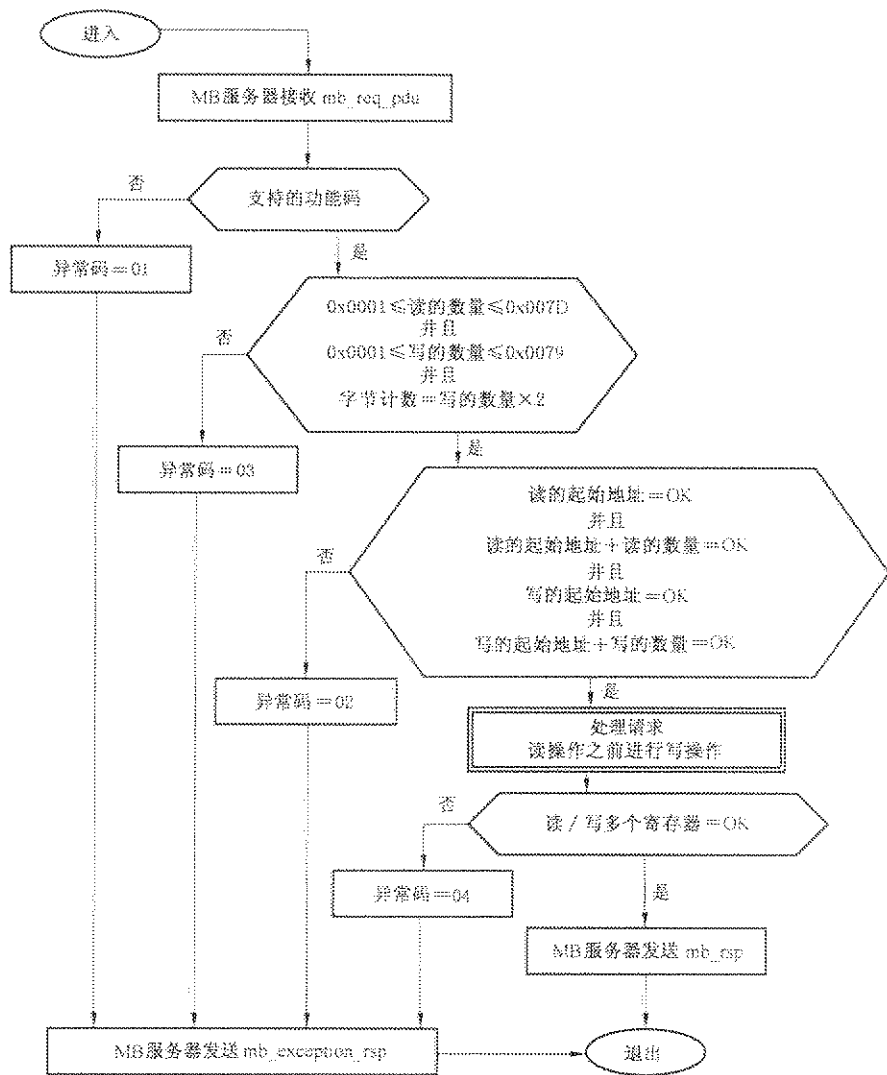 进入
MB服务器接收 mb_req_pdu
否
支持的功能码
是
异常码=01
0x0001≤读的数量≤0x007D
并且
0x0001≤写的数量≤0x0079
并且
字节计数=写的数量×2
否
是
异常码=03
读的起始地址=OK
并且
读的起始地址+读的数量=OK
并且
写的起始地址=OK
并且
写的起始地址+写的数量=OK
否
是
异常码=02
处理请求
读操作之前进行写操作
否
读/写多个寄存器=OK
异常码=04
是
MB服务器发送 mb_rsp
MB服务器发送 mb_exception_rsp
退出